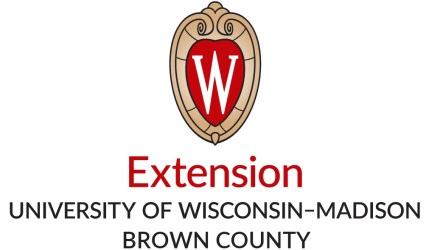 W
Extension
UNIVERSITY OF WISCONSIN–MADISON
BROWN COUNTY